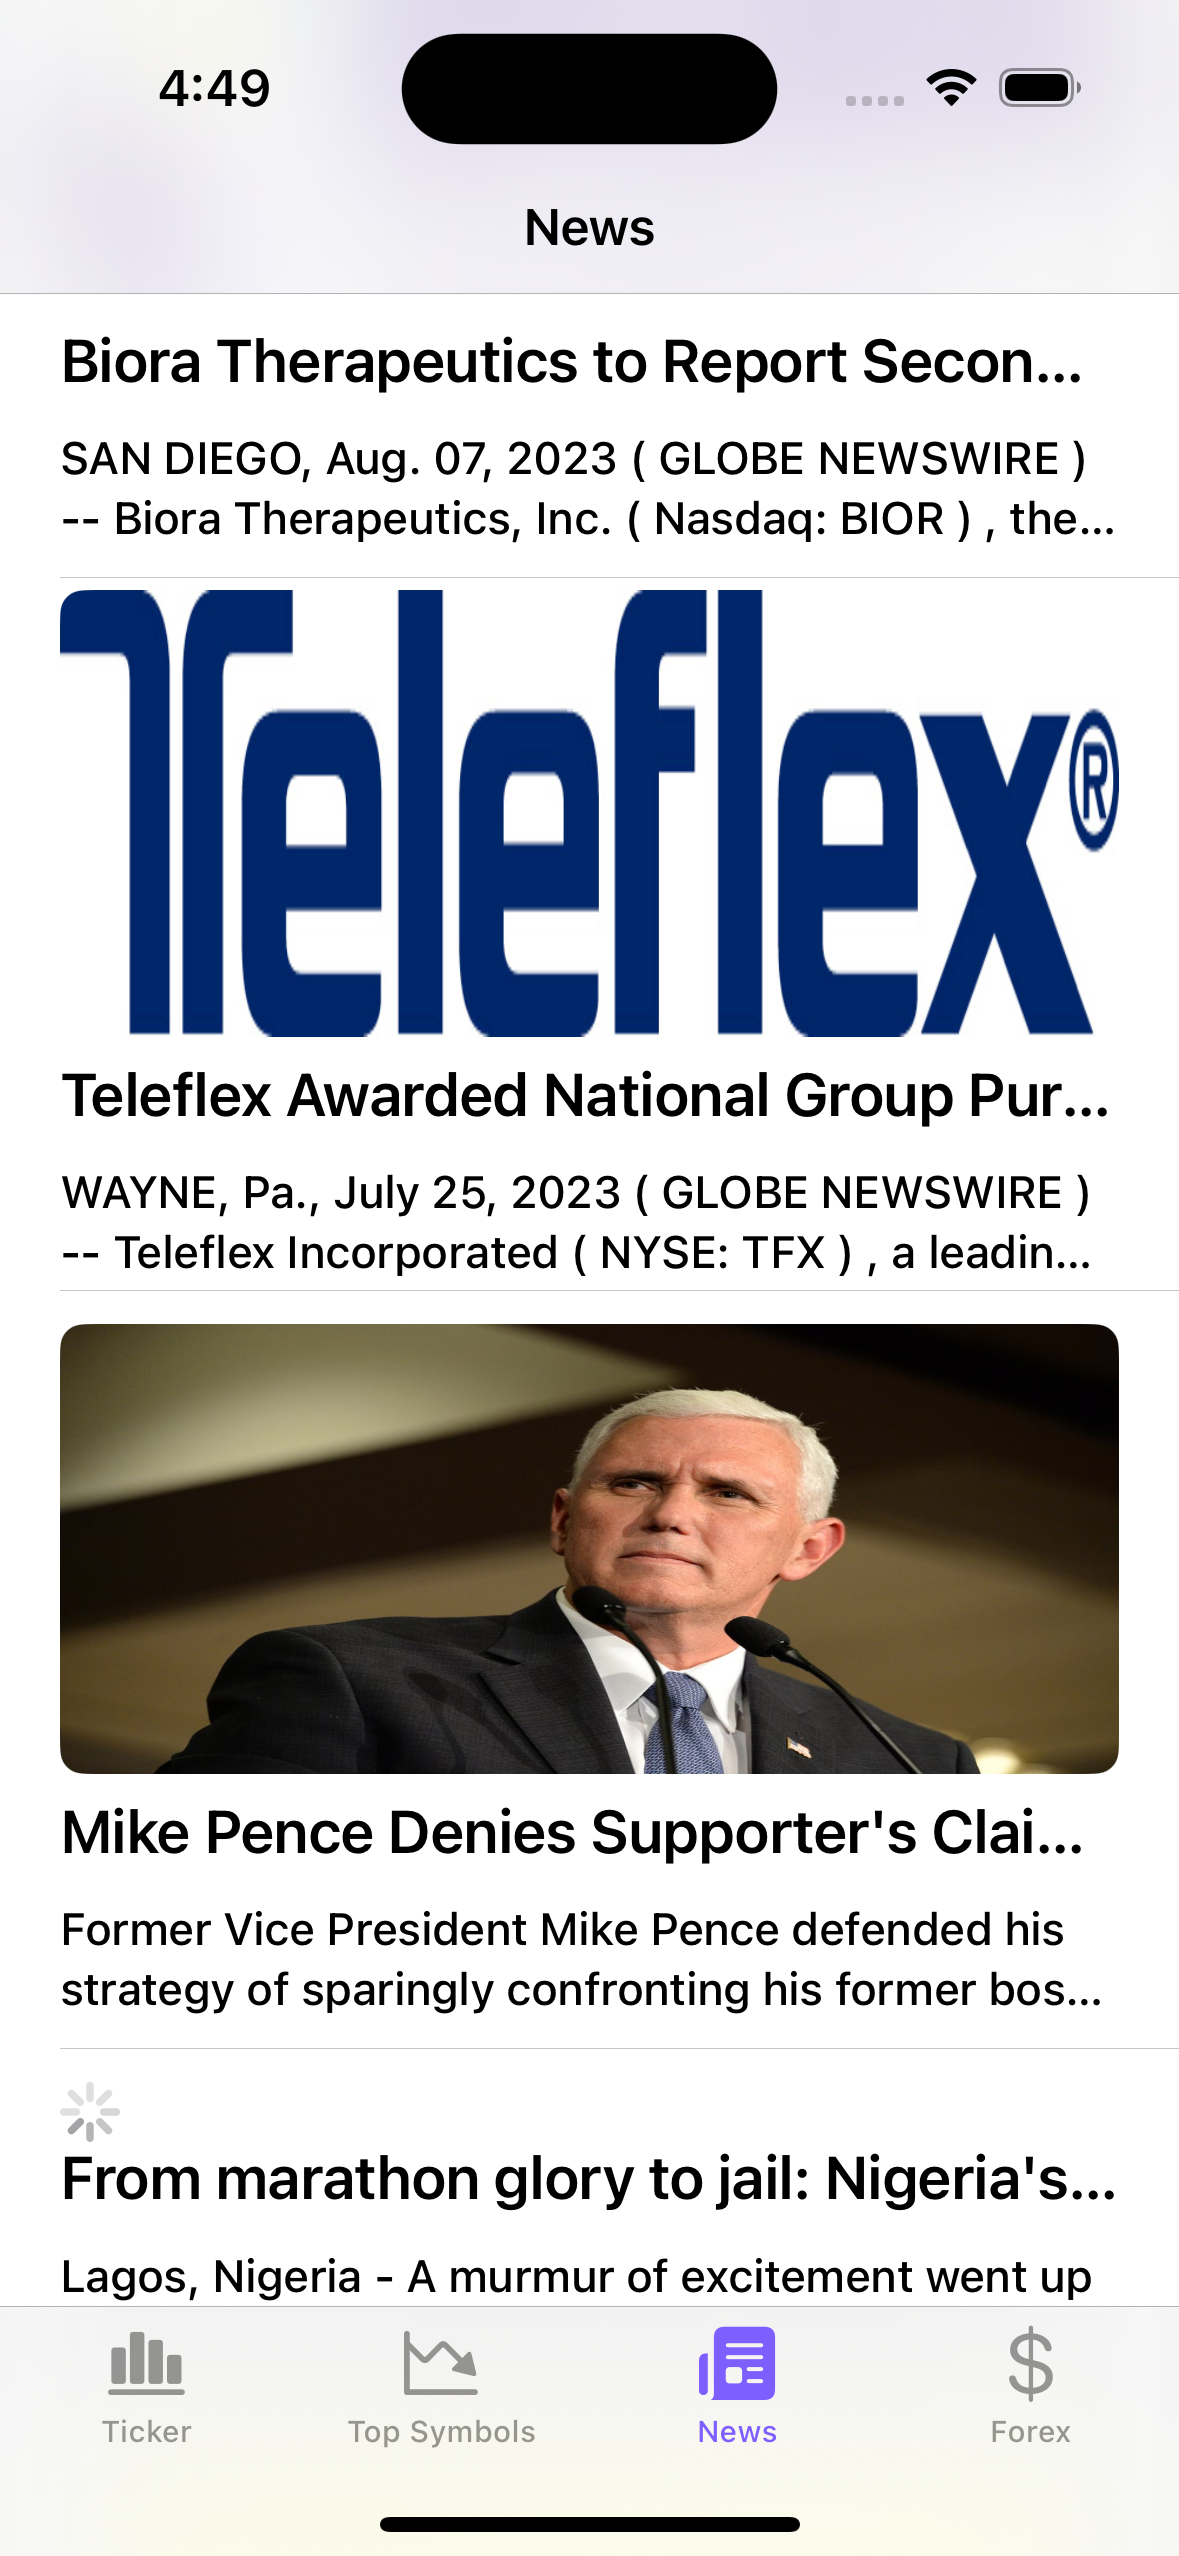 4:49
News
Biora Therapeutics to Report Secon...
SAN DIEGO, Aug. 07, 2023 ( GLOBE NEWSWIRE )
-- Biora Therapeutics, Inc. ( Nasdaq: BIOR ) , the...
Teleflex®
Teleflex Awarded National Group Pur...
WAYNE, Pa., July 25, 2023 ( GLOBE NEWSWIRE )
-- Teleflex Incorporated ( NYSE: TFX ) , a leadin...
Mike Pence Denies Supporter's Clai...
Former Vice President Mike Pence defended his
strategy of sparingly confronting his former bos...
From marathon glory to jail: Nigeria's...
Lagos, Nigeria - A murmur of excitement went up
Ticker
Top Symbols
News
Forex